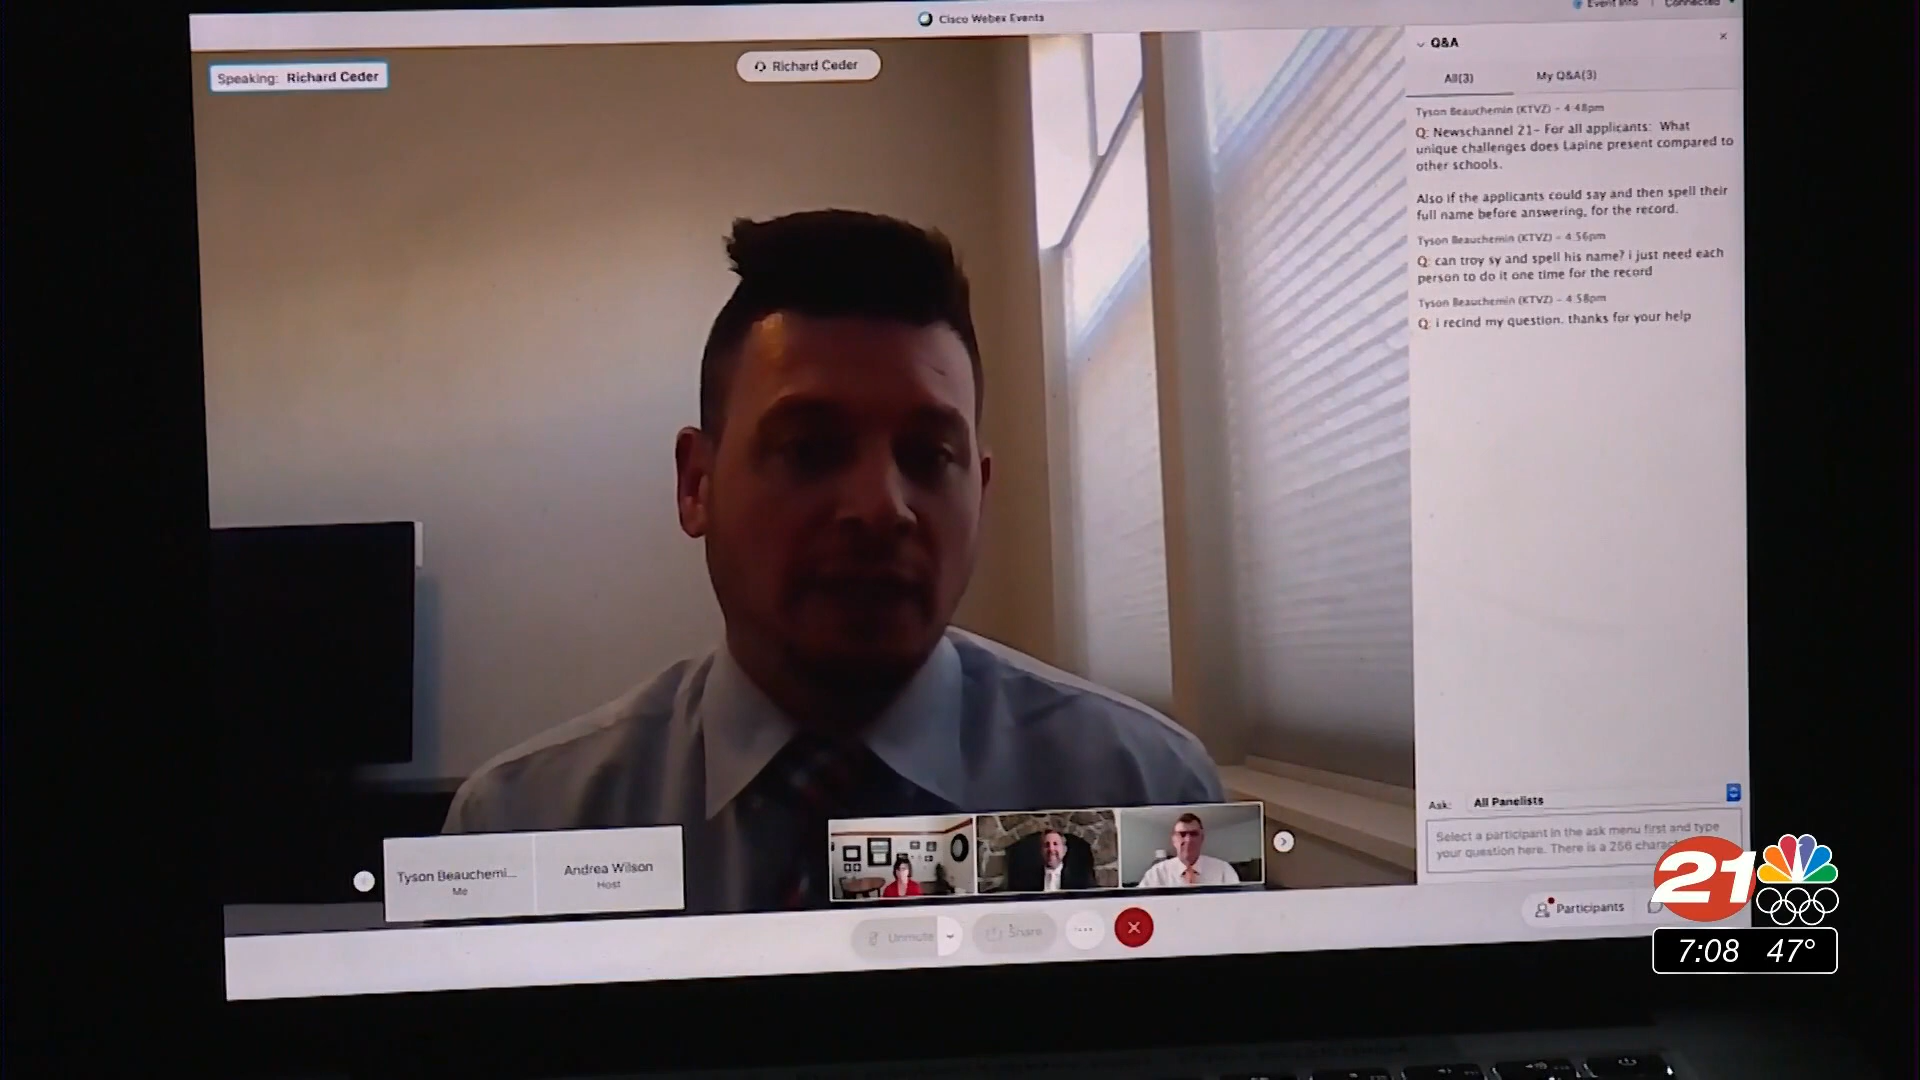 Cisco Webex Events
Event Info
Connected
Speaking: Richard Ceder
Richard Ceder
Q&A
All(3)
My Q&A(3)
Tyson Beauchemin (KTVZ) - 4:48pm
Q: Newschannel 21- For all applicants: What
unique challenges does Lapine present compared to
other schools.
Also if the applicants could say and then spell their
full name before answering, for the record.
Tyson Beauchemin (KTVZ) - 4:56pm
Q: can troy sy and spell his name? i just need each
person to do it one time for the record
Tyson Beauchemin (KTVZ) - 4:58pm
Q: i recind my question. thanks for your help
Ask: All Panelists
Select a participant in the ask menu first and type
your question here. There is a 256 charac
Tyson Beauchemi...
Me
Andrea Wilson
Host
Unmute
Share
Participants
21
7:08 47°